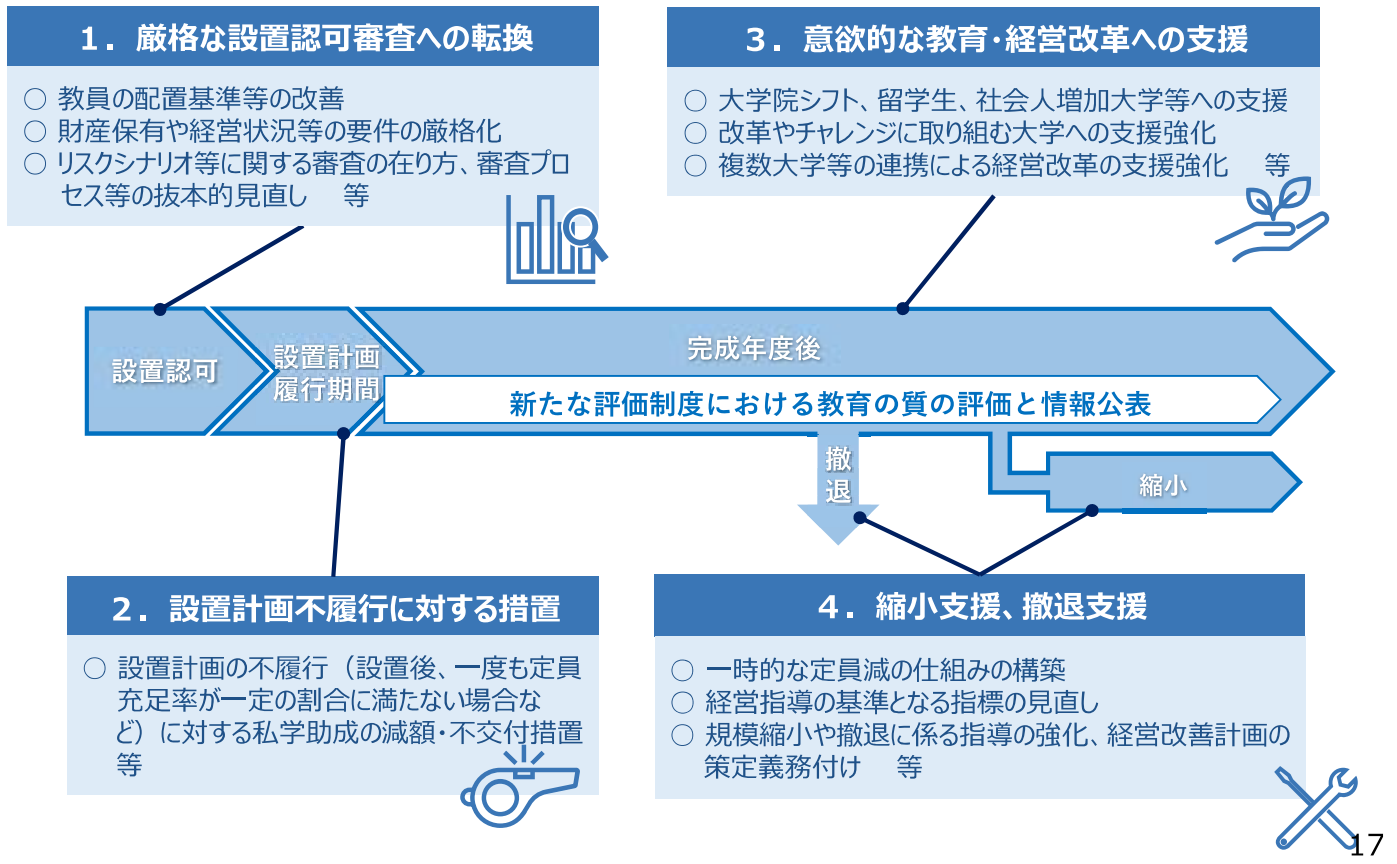 １．厳格な設置認可審査への転換
○ 教員の配置基準等の改善
○ 財産保有や経営状況等の要件の厳格化
○ リスクシナリオ等に関する審査の在り方、審査プロ
セス等の抜本的見直し　等
３．意欲的な教育・経営改革への支援
○ 大学院シフト、留学生、社会人増加大学等への支援
○ 改革やチャレンジに取り組む大学への支援強化
○ 複数大学等の連携による経営改革の支援強化　等
設置認可
設置計画
履行期間
完成年度後
新たな評価制度における教育の質の評価と情報公表
撤
退
縮小
２．設置計画不履行に対する措置
○ 設置計画の不履行（設置後、一度も定員
充足率が一定の割合に満たない場合な
ど）に対する私学助成の減額・不交付措置
等
４．縮小支援、撤退支援
○ 一時的な定員減の仕組みの構築
○ 経営指導の基準となる指標の見直し
○ 規模縮小や撤退に係る指導の強化、経営改善計画の
策定義務付け　等
17